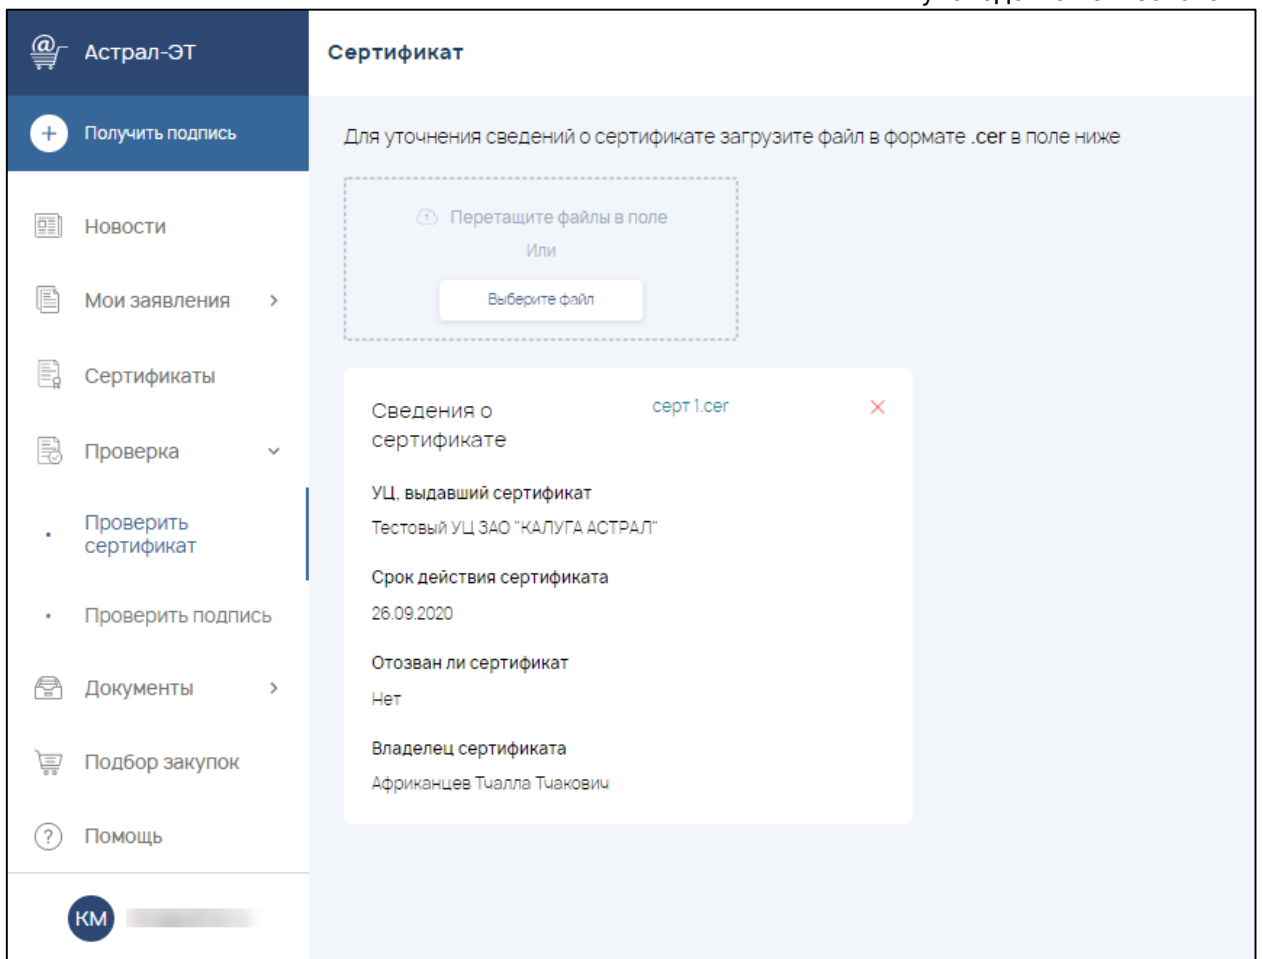 Астрал-ЭТ
Сертификат
Получить подпись
Для уточнения сведений о сертификате загрузите файл в формате .cer в поле ниже
Новости
Мои заявления
Сертификаты
Проверка
Проверить
сертификат
Проверить подпись
Документы
Подбор закупок
Помощь
КМ
Перетащите файлы в поле
Или
Выберите файл
Сведения о
сертификате
серт 1.cer
УЦ, выдавший сертификат
Тестовый УЦ ЗАО "КАЛУГА АСТРАЛ"
Срок действия сертификата
26.09.2020
Отозван ли сертификат
Нет
Владелец сертификата
Африканцев Тчалла Тчакович